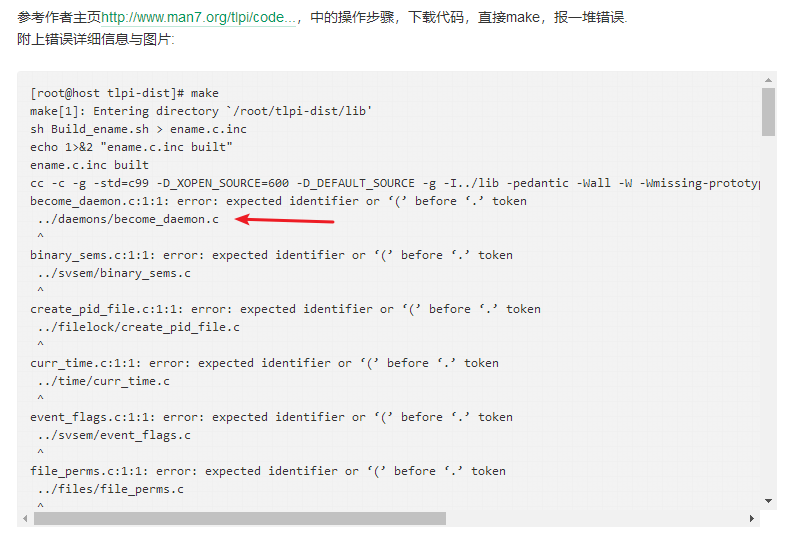 参考作者主页http://www.man7.org/tlpi/code...，中的操作步骤，下载代码，直接make，报一堆错误.
附上错误详细信息与图片:
[root@host tlpi-dist]# make
make[1]: Entering directory `/root/tlpi-dist/lib'
sh Build_ename.sh > ename.c.inc
echo 1>&2 "ename.c.inc built"
ename.c.inc built
cc -c -g -std=c99 -D_XOPEN_SOURCE=600 -D_DEFAULT_SOURCE -g -I../lib -pedantic -Wall -W -Wmissing-prototyp
become_daemon.c:1:1: error: expected identifier or ‘(’ before ‘.’ token
../daemons/become_daemon.c
^
binary_sems.c:1:1: error: expected identifier or ‘(’ before ‘.’ token
../svsem/binary_sems.c
^
create_pid_file.c:1:1: error: expected identifier or ‘(’ before ‘.’ token
../filelock/create_pid_file.c
^
curr_time.c:1:1: error: expected identifier or ‘(’ before ‘.’ token
../time/curr_time.c
^
event_flags.c:1:1: error: expected identifier or ‘(’ before ‘.’ token
../svsem/event_flags.c
^
file_perms.c:1:1: error: expected identifier or ‘(’ before ‘.’ token
../files/file_perms.c
^